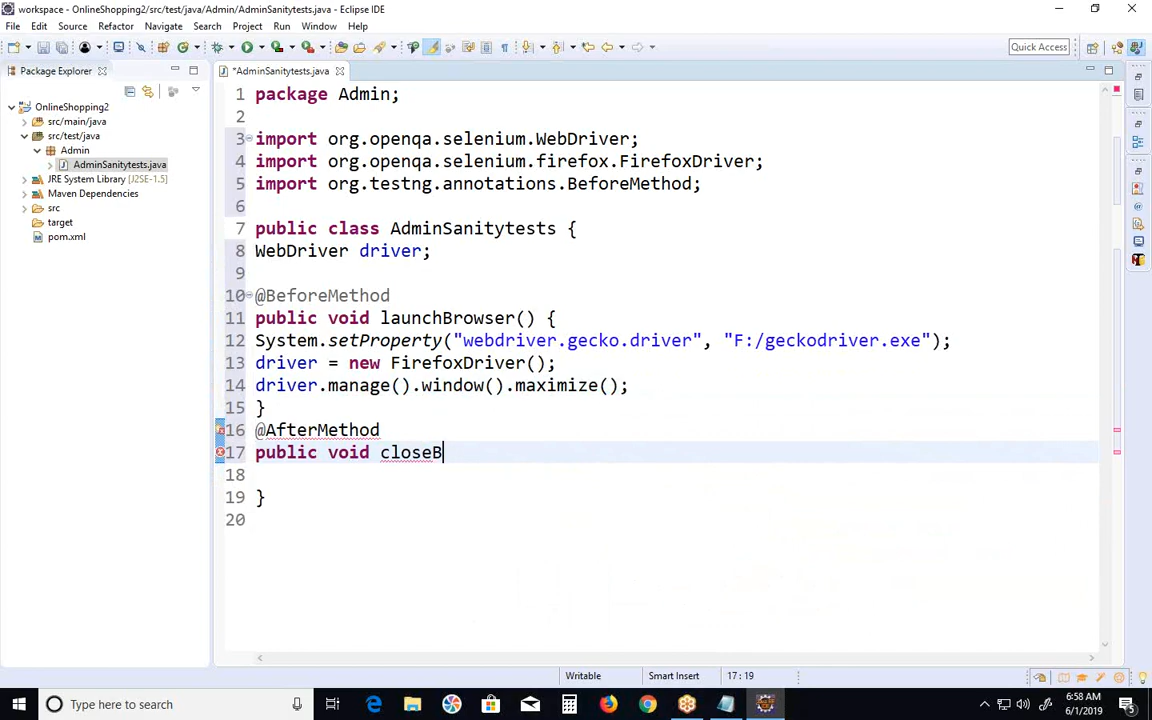 workspace - OnlineShopping2/src/test/java/Admin/AdminSanitytests.java - Eclipse IDE
File Edit Source Refactor Navigate Search Project Run Window Help
Quick Access
Package Explorer
*AdminSanitytests.java
OnlineShopping2
src/main/java
src/test/java
Admin
AdminSanitytests.java
JRE System Library [J2SE-1.5]
Maven Dependencies
src
target
pom.xml
1 package Admin;
2
3 import org.openqa.selenium.WebDriver;
4 import org.openqa.selenium.firefox.FirefoxDriver;
5 import org.testng.annotations.BeforeMethod;
6
7 public class AdminSanitytests {
8 WebDriver driver;
9
10 @BeforeMethod
11 public void launchBrowser() {
12 System.setProperty("webdriver.gecko.driver", "F:/geckodriver.exe");
13 driver = new FirefoxDriver();
14 driver.manage().window().maximize();
15 }
16 @AfterMethod
17 public void closeB
18
19 }
20
Writable Smart Insert 17 : 19
Type here to search
6:58 AM
6/1/2019
5